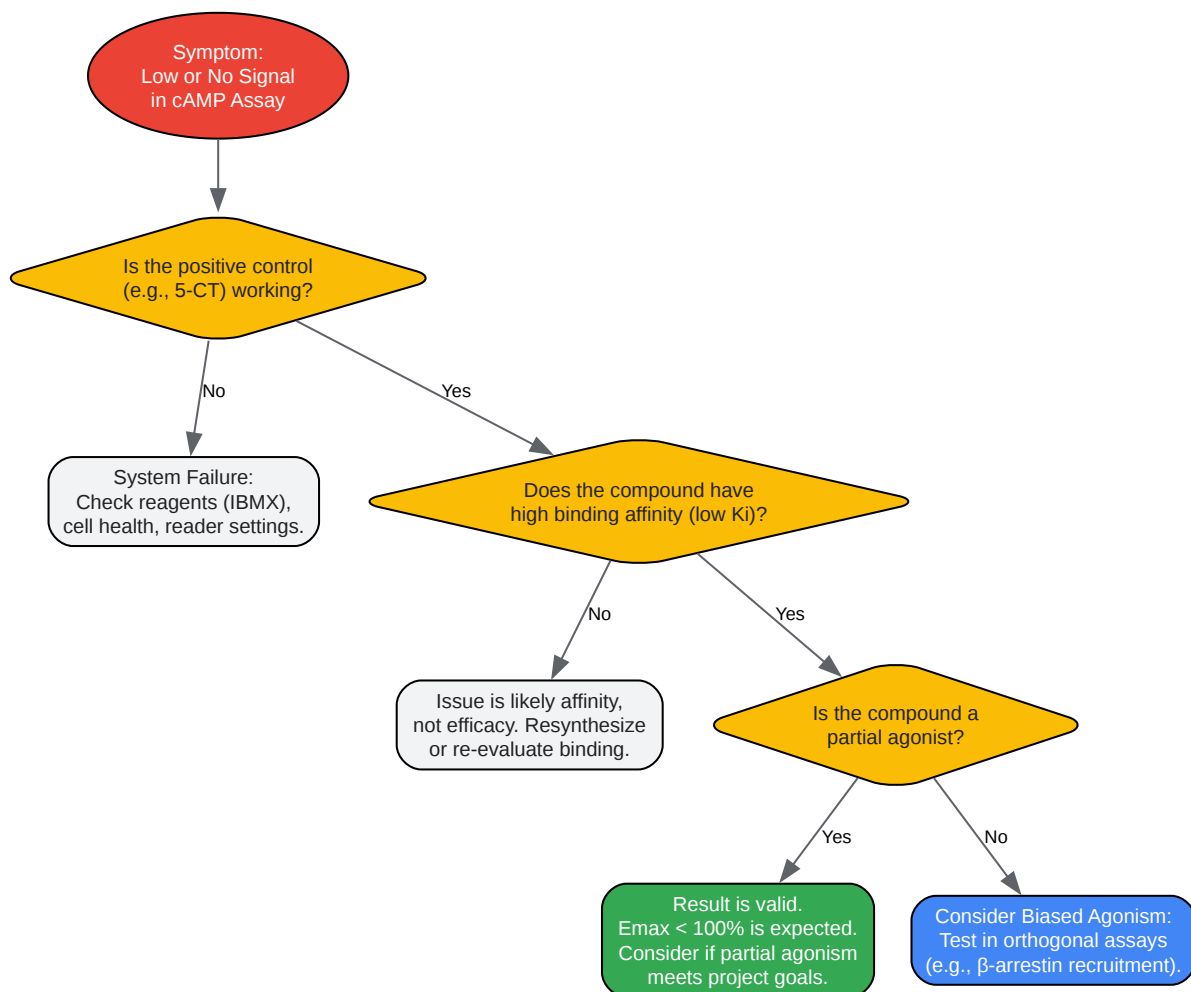 Symptom:
Low or No Signal
in cAMP Assay
Is the positive control
(e.g., 5-CT) working?
No
Yes
System Failure:
Check reagents (IBMX),
cell health, reader settings.
Does the compound have
high binding affinity (low Ki)?
No
Yes
Issue is likely affinity,
not efficacy. Resynthesize
or re-evaluate binding.
Is the compound a
partial agonist?
Yes
No
Result is valid.
Emax < 100% is expected.
Consider if partial agonism
meets project goals.
Consider Biased Agonism:
Test in orthogonal assays
(e.g., β-arrestin recruitment).